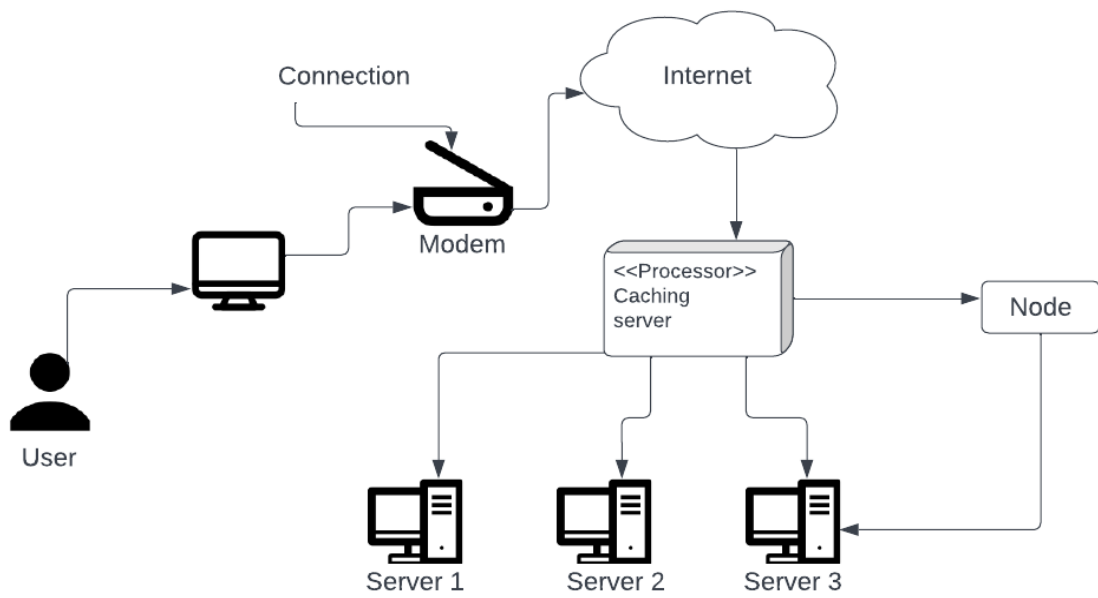 Internet
Connection
Modem
<<Processor>>
Caching
server
Node
User
Server 1
Server 2
Server 3